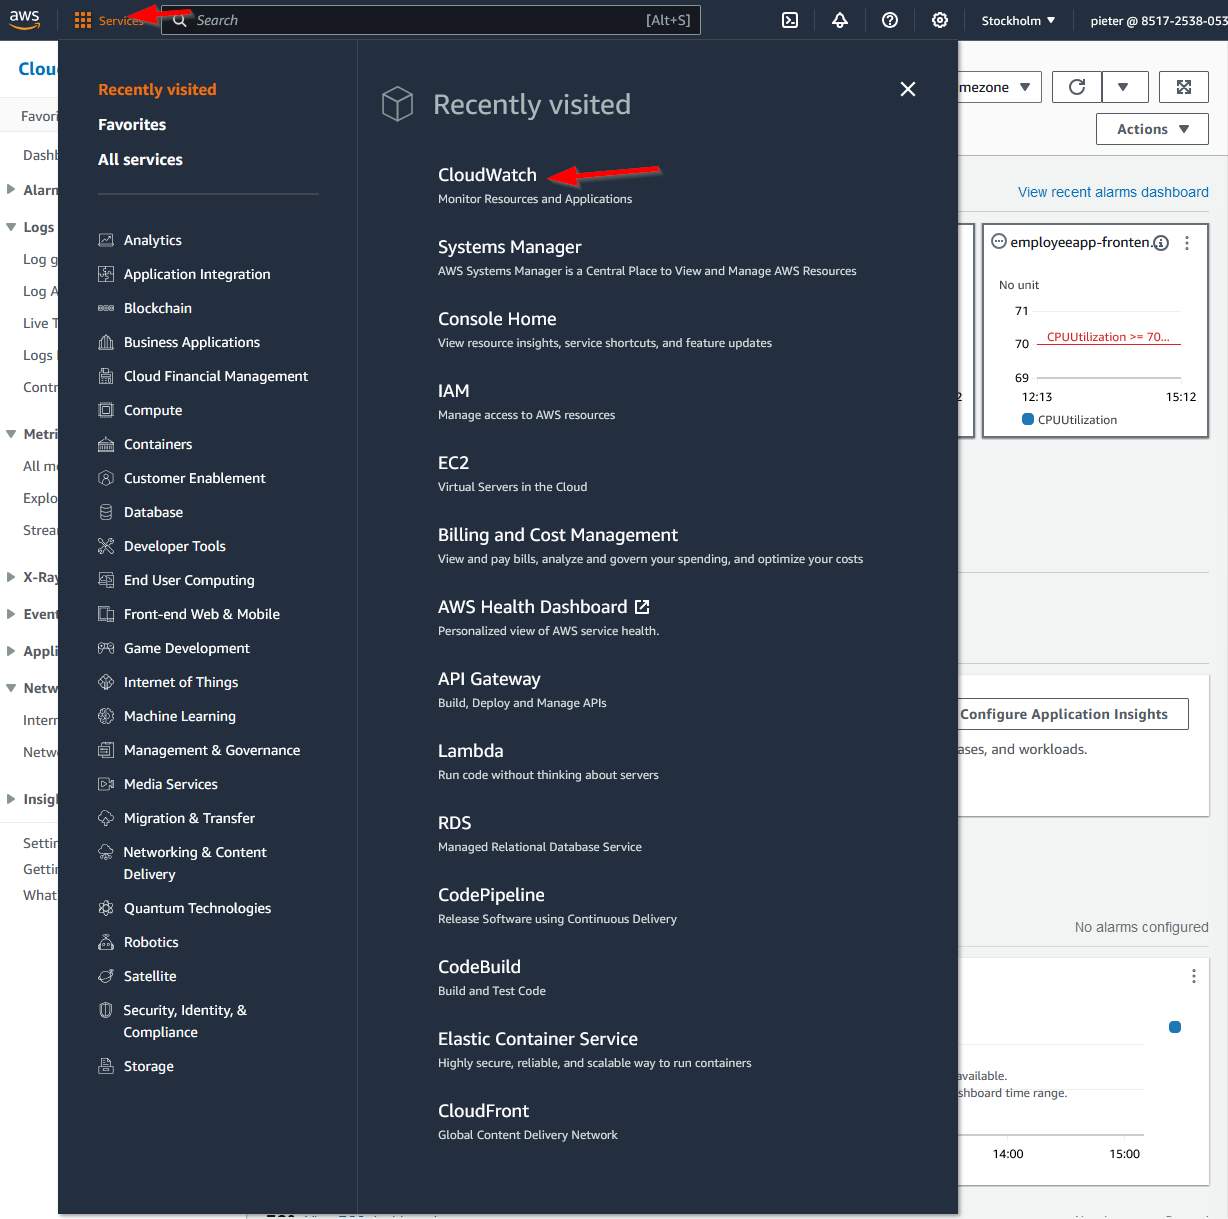 aws
Services
Search
[Alt+S]
Stockholm
pieter @ 8517-2538-053
Recently visited
Favorites
All services
Analytics
Application Integration
Blockchain
Business Applications
Cloud Financial Management
Compute
Containers
Customer Enablement
Database
Developer Tools
End User Computing
Front-end Web & Mobile
Game Development
Internet of Things
Machine Learning
Management & Governance
Media Services
Migration & Transfer
Networking & Content
Delivery
Quantum Technologies
Robotics
Satellite
Security, Identity, &
Compliance
Storage
Recently visited
CloudWatch
Monitor Resources and Applications
Systems Manager
AWS Systems Manager is a Central Place to View and Manage AWS Resources
Console Home
View resource insights, service shortcuts, and feature updates
IAM
Manage access to AWS resources
EC2
Virtual Servers in the Cloud
Billing and Cost Management
View and pay bills, analyze and govern your spending, and optimize your costs
AWS Health Dashboard
Personalized view of AWS service health.
API Gateway
Build, Deploy and Manage APIs
Lambda
Run code without thinking about servers
RDS
Managed Relational Database Service
CodePipeline
Release Software using Continuous Delivery
CodeBuild
Build and Test Code
Elastic Container Service
Highly secure, reliable, and scalable way to run containers
CloudFront
Global Content Delivery Network
Clou
Favori
Dashb
Alarn
Logs
Log g
Log A
Live T
Logs
Contr
Metri
All me
Explo
Strea
X-Ray
Event
Appli
Netw
Intern
Netwo
Insigl
Settin
Gettin
What
mezone
Actions
View recent alarms dashboard
employeeapp-fronten.
No unit
71
CPUUtilization >= 70...
70
69
2
12:13
15:12
CPUUtilization
Configure Application Insights
ases, and workloads.
No alarms configured
available.
shboard time range.
14:00
15:00